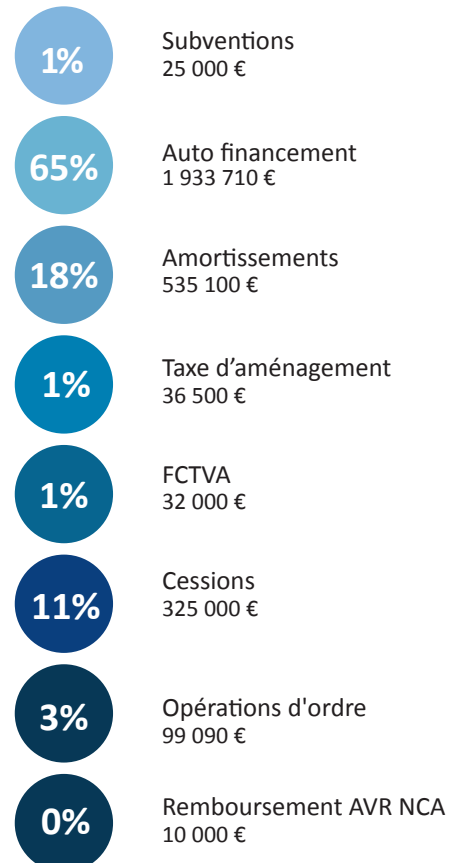 1%
Subventions
25 000 €
65%
Auto financement
1 933 710 €
18%
Amortissements
535 100 €
1%
Taxe d’aménagement
36 500 €
1%
FCTVA
32 000 €
11%
Cessions
325 000 €
3%
Opérations d'ordre
99 090 €
0%
Remboursement AVR NCA
10 000 €